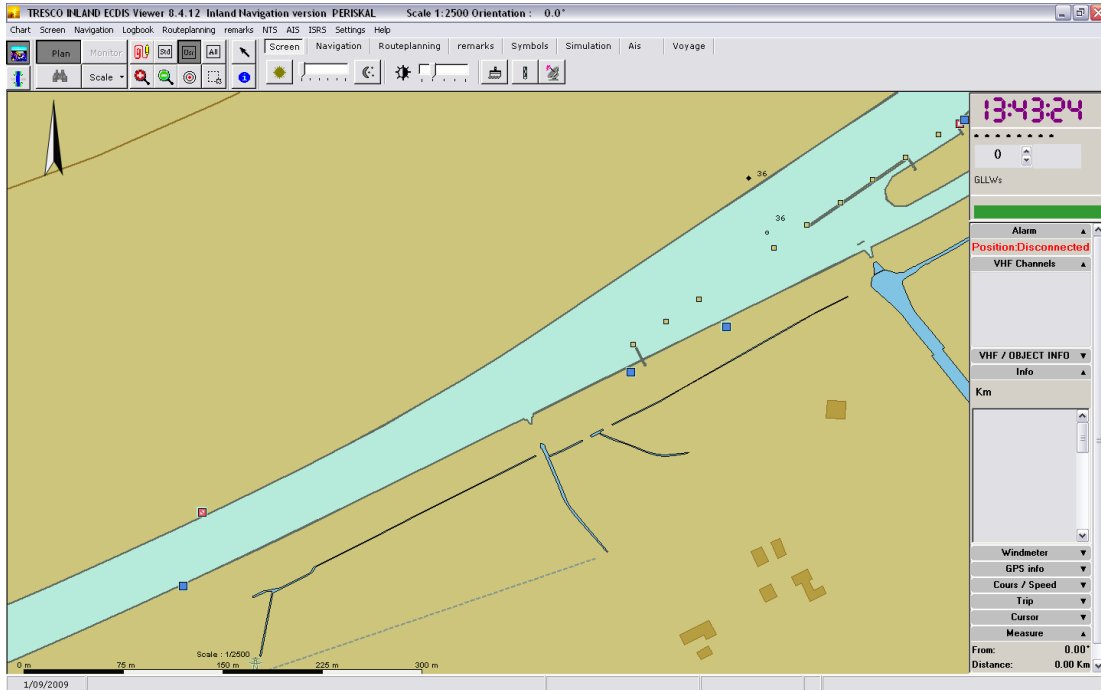 TRESCO INLAND ECDIS Viewer 8.4.12 Inland Navigation version PERISKAL Scale 1:2500 Orientation : 0.0°
Chart Screen Navigation Logbook Routeplanning remarks NTS AIS ISRS Settings Help
Plan Monitor Std Usr All
Scale
Screen Navigation Routeplanning remarks Symbols Simulation Ais Voyage
13:43:24
0
GLLWs
Alarm
Position:Disconnected
VHF Channels
VHF / OBJECT INFO
Info
Km
Windmeter
GPS info
Cours / Speed
Trip
Cursor
Measure
From: 0.00°
Distance: 0.00 Km
36
36
Scale : 1/2500
0 m 75 m 150 m 225 m 300 m
1/09/2009